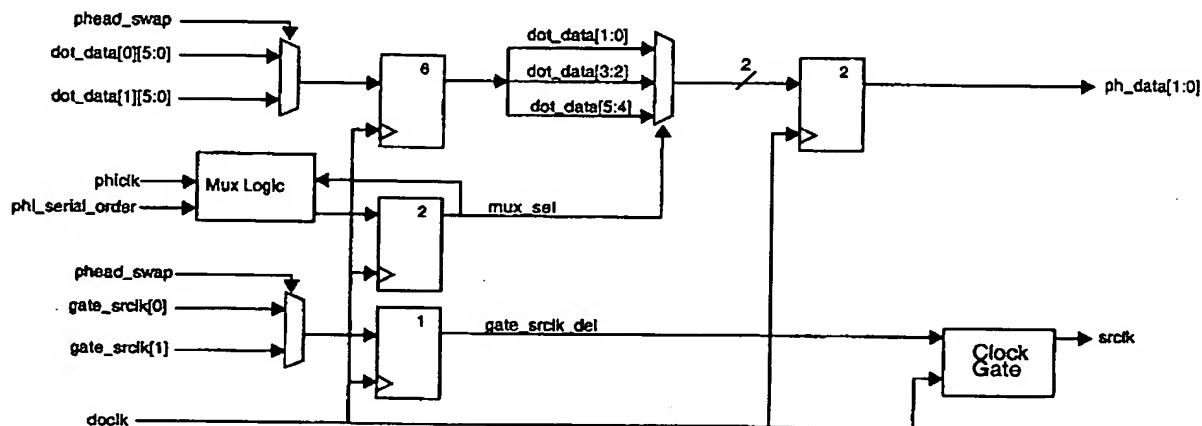 phead_swap
dot_data[0][5:0]
dot_data[1][5:0]
6
dot_data[1:0]
dot_data[3:2]
dot_data[5:4]
2
2
ph_data[1:0]
phiclk
phi_serial_order
Mux Logic
2
mux_sel
phead_swap
gate_srclk[0]
gate_srclk[1]
1
gate_srclk_del
Clock
Gate
srclk
doclk